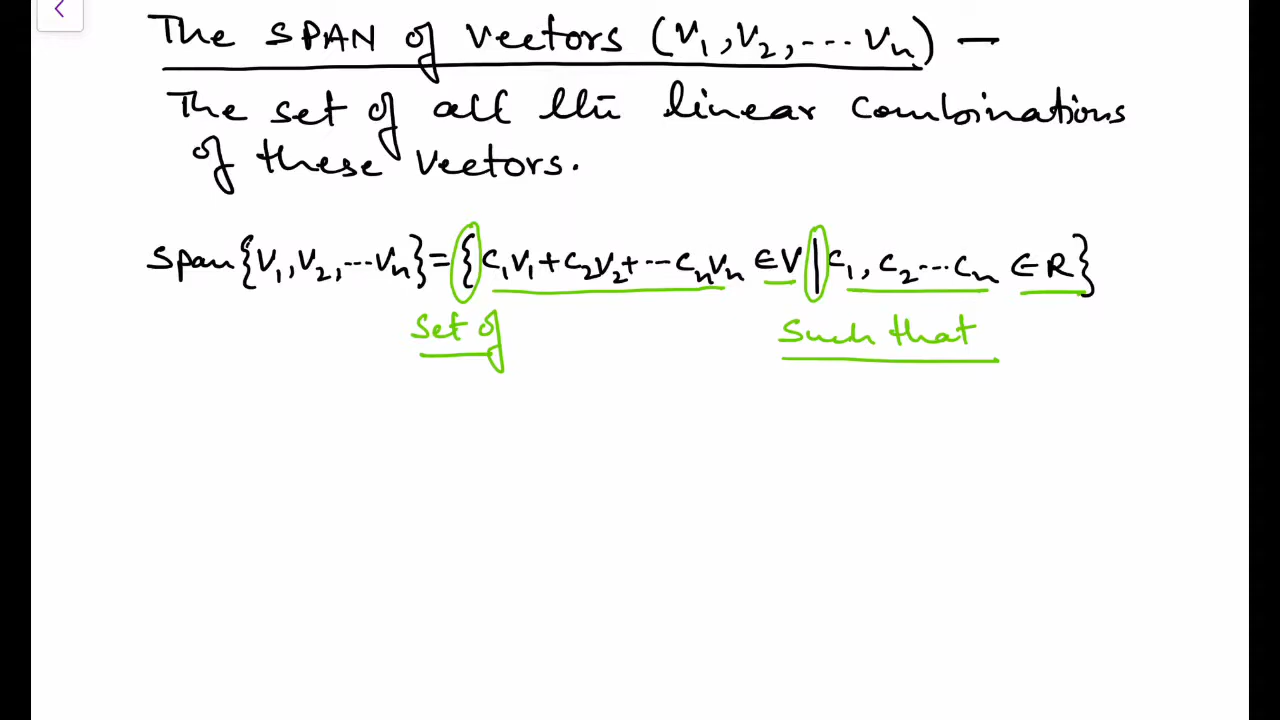 The SPAN of Vectors (V₁, V₂, ... Vₙ) —
The set of all the linear combinations
of these vectors.
Span{V₁, V₂, ... Vₙ} = {C₁V₁ + C₂V₂ + ... CₙVₙ ∈ V | C₁, C₂ ... Cₙ ∈ R}
Set of Such that